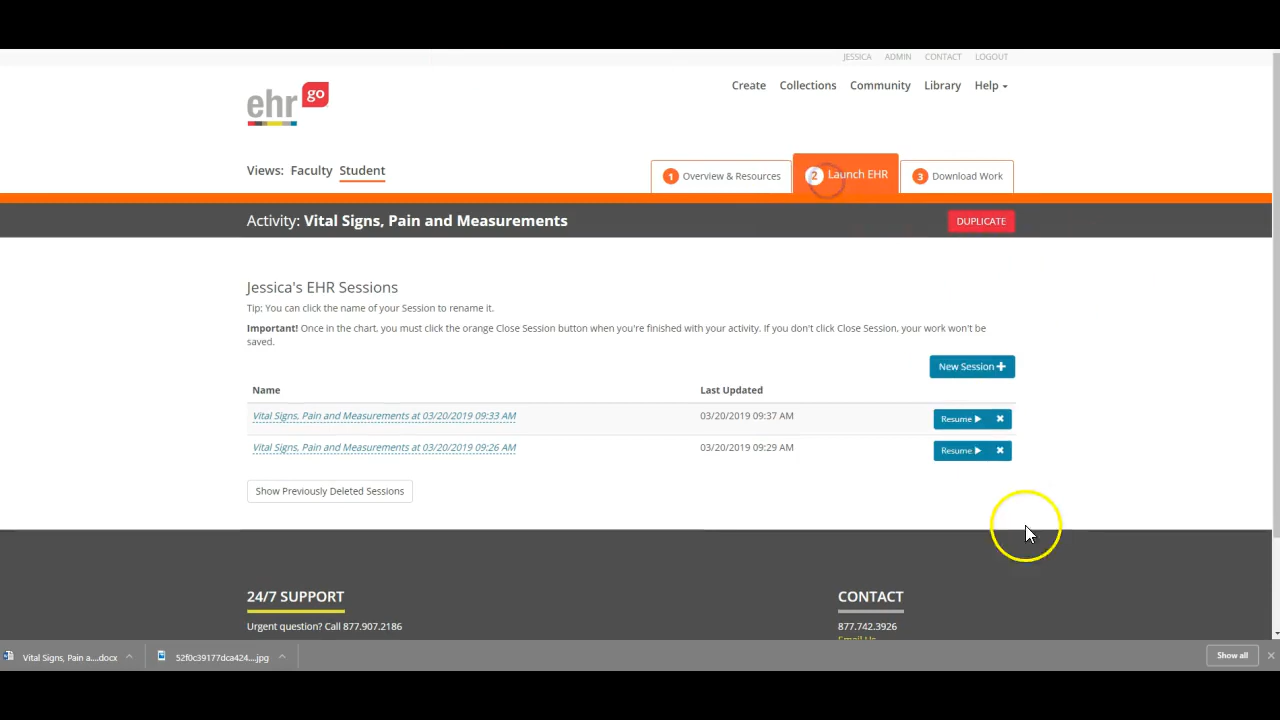 JESSICA ADMIN CONTACT LOGOUT
ehr go
Create Collections Community Library Help
Views: Faculty Student
1 Overview & Resources
2 Launch EHR
3 Download Work
Activity: Vital Signs, Pain and Measurements
DUPLICATE
Jessica's EHR Sessions
Tip: You can click the name of your Session to rename it.
Important! Once in the chart, you must click the orange Close Session button when you're finished with your activity. If you don't click Close Session, your work won't be
saved.
New Session
Name Last Updated
Vital Signs, Pain and Measurements at 03/20/2019 09:33 AM 03/20/2019 09:37 AM Resume
Vital Signs, Pain and Measurements at 03/20/2019 09:26 AM 03/20/2019 09:29 AM Resume
Show Previously Deleted Sessions
24/7 SUPPORT
Urgent question? Call 877.907.2186
CONTACT
877.742.3926
Email Us
Vital Signs, Pain a....docx
52f0c39177dca424....jpg
Show all